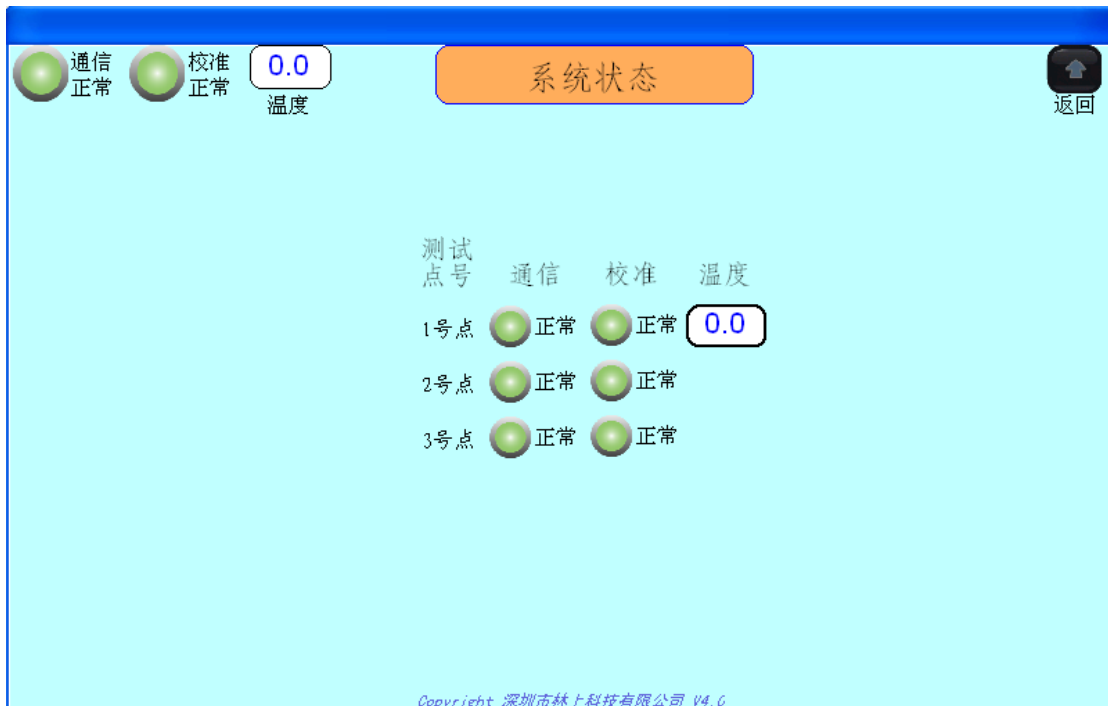 通信
正常
校准
正常
0.0
温度
系统状态
返回
测试
点号 通信 校准 温度
1号点 正常 正常 0.0
2号点 正常 正常
3号点 正常 正常
Copyright 深圳市林上科技有限公司